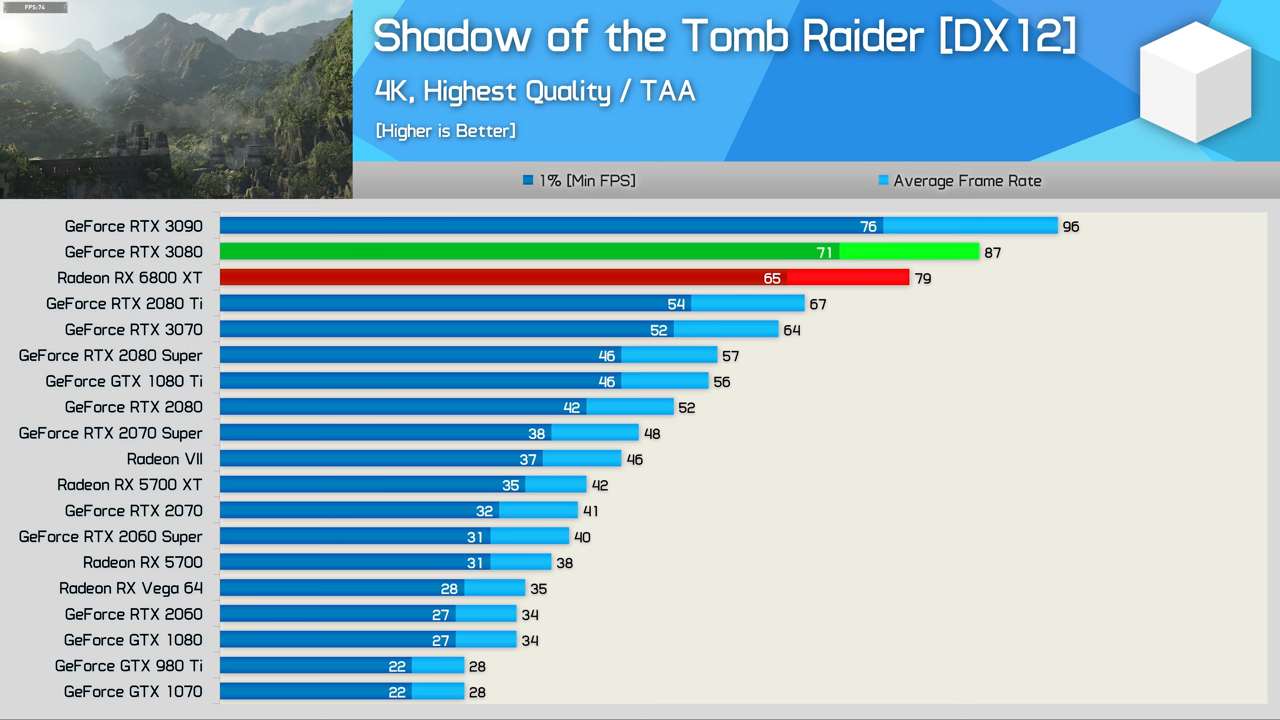 FPS:74
Shadow of the Tomb Raider [DX12]
4K, Highest Quality / TAA
[Higher is Better]
1% [Min FPS] Average Frame Rate
GeForce RTX 3090 76 96
GeForce RTX 3080 71 87
Radeon RX 6800 XT 65 79
GeForce RTX 2080 Ti 54 67
GeForce RTX 3070 52 64
GeForce RTX 2080 Super 46 57
GeForce GTX 1080 Ti 46 56
GeForce RTX 2080 42 52
GeForce RTX 2070 Super 38 48
Radeon VII 37 46
Radeon RX 5700 XT 35 42
GeForce RTX 2070 32 41
GeForce RTX 2060 Super 31 40
Radeon RX 5700 31 38
Radeon RX Vega 64 28 35
GeForce RTX 2060 27 34
GeForce GTX 1080 27 34
GeForce GTX 980 Ti 22 28
GeForce GTX 1070 22 28